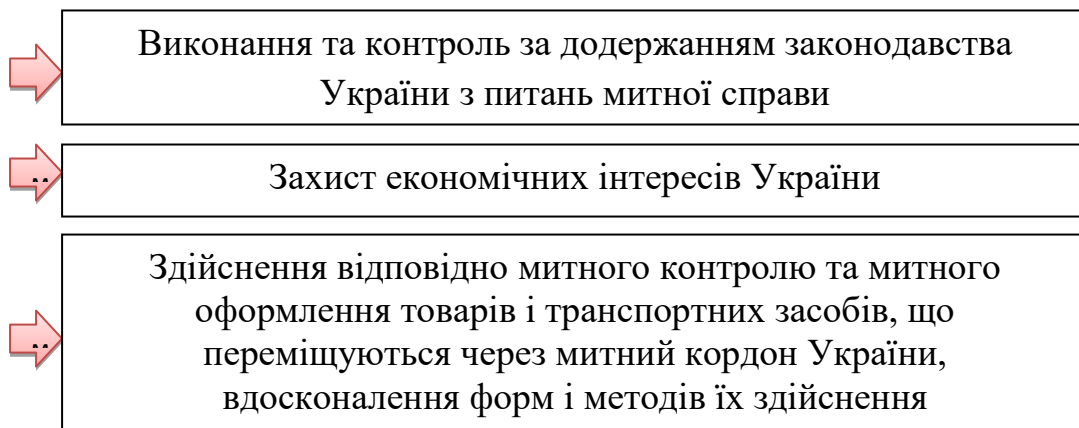 Виконання та контроль за додержанням законодавства
України з питань митної справи
Захист економічних інтересів України
Здійснення відповідно митного контролю та митного
оформлення товарів і транспортних засобів, що
переміщуються через митний кордон України,
вдосконалення форм і методів їх здійснення